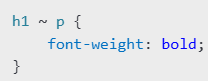 h1 ~ p {
    font-weight: bold;
}